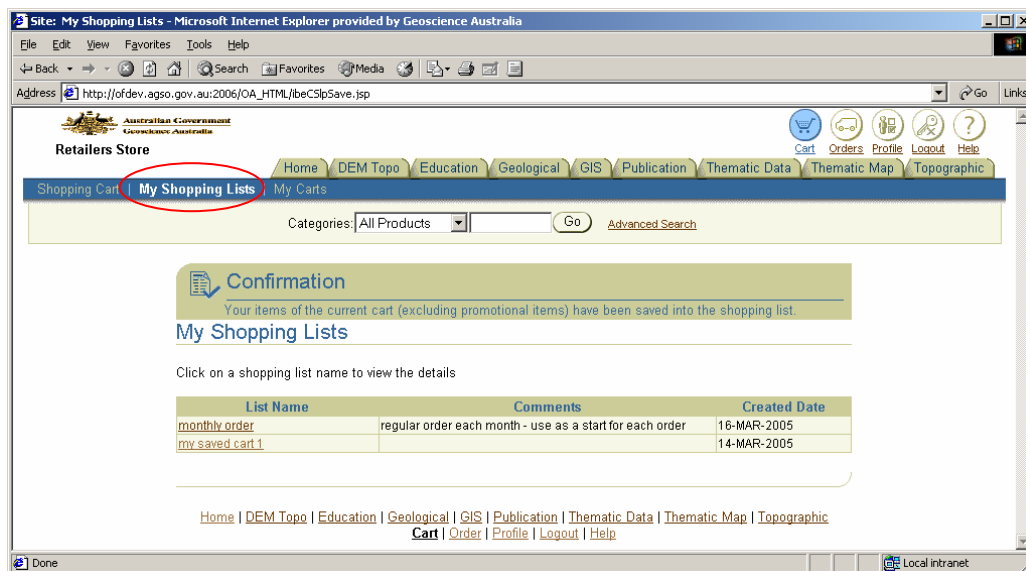 Site: My Shopping Lists - Microsoft Internet Explorer provided by Geoscience Australia
File Edit View Favorites Tools Help
Back Search Favorites Media
Address http://ofdev.agso.gov.au:2006/OA_HTML/ibeCSlpSave.jsp Go Links
Australian Government
Geoscience Australia
Retailers Store
Cart Orders Profile Logout Help
Home DEM Topo Education Geological GIS Publication Thematic Data Thematic Map Topographic
Shopping Cart | My Shopping Lists | My Carts
Categories: All Products Go Advanced Search
Confirmation
Your items of the current cart (excluding promotional items) have been saved into the shopping list.
My Shopping Lists
Click on a shopping list name to view the details
List Name Comments Created Date
monthly order regular order each month - use as a start for each order 16-MAR-2005
my saved cart 1 14-MAR-2005
Home | DEM Topo | Education | Geological | GIS | Publication | Thematic Data | Thematic Map | Topographic
Cart | Order | Profile | Logout | Help
Done Local intranet